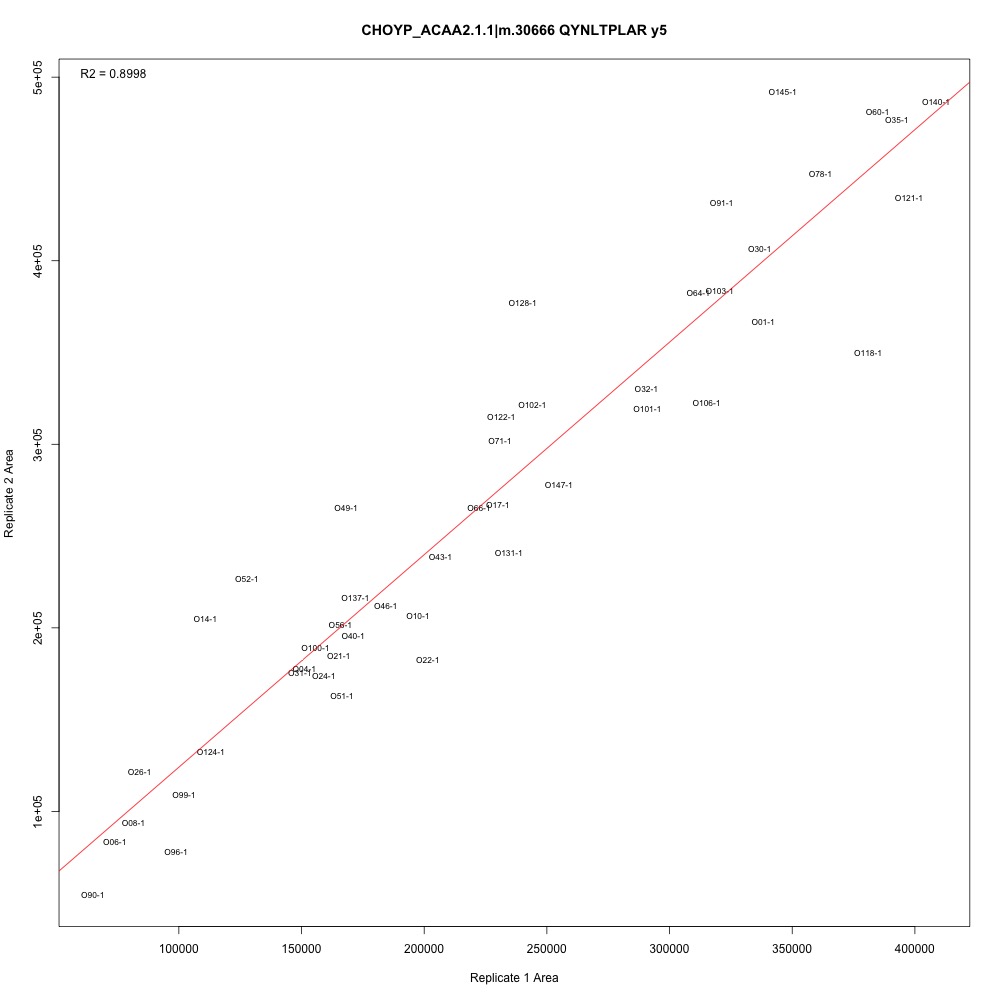 CHOYP_ACAA2.1.1|m.30666 QYNLTPLAR y5
R2 = 0.8998
5e+05
4e+05
3e+05
2e+05
1e+05
Replicate 2 Area
O145-1
O140-1
O60-1
O35-1
O78-1
O121-1
O91-1
O30-1
O64-1
O103-1
O128-1
O01-1
O118-1
O32-1
O102-1
O101-1
O106-1
O122-1
O71-1
O147-1
O49-1
O66-1
O17-1
O43-1
O131-1
O52-1
O137-1
O46-1
O14-1
O10-1
O56-1
O40-1
O100-1
O21-1
O22-1
O04-1
O31-1
O24-1
O51-1
O124-1
O26-1
O99-1
O08-1
O06-1
O96-1
O90-1
100000 150000 200000 250000 300000 350000 400000
Replicate 1 Area